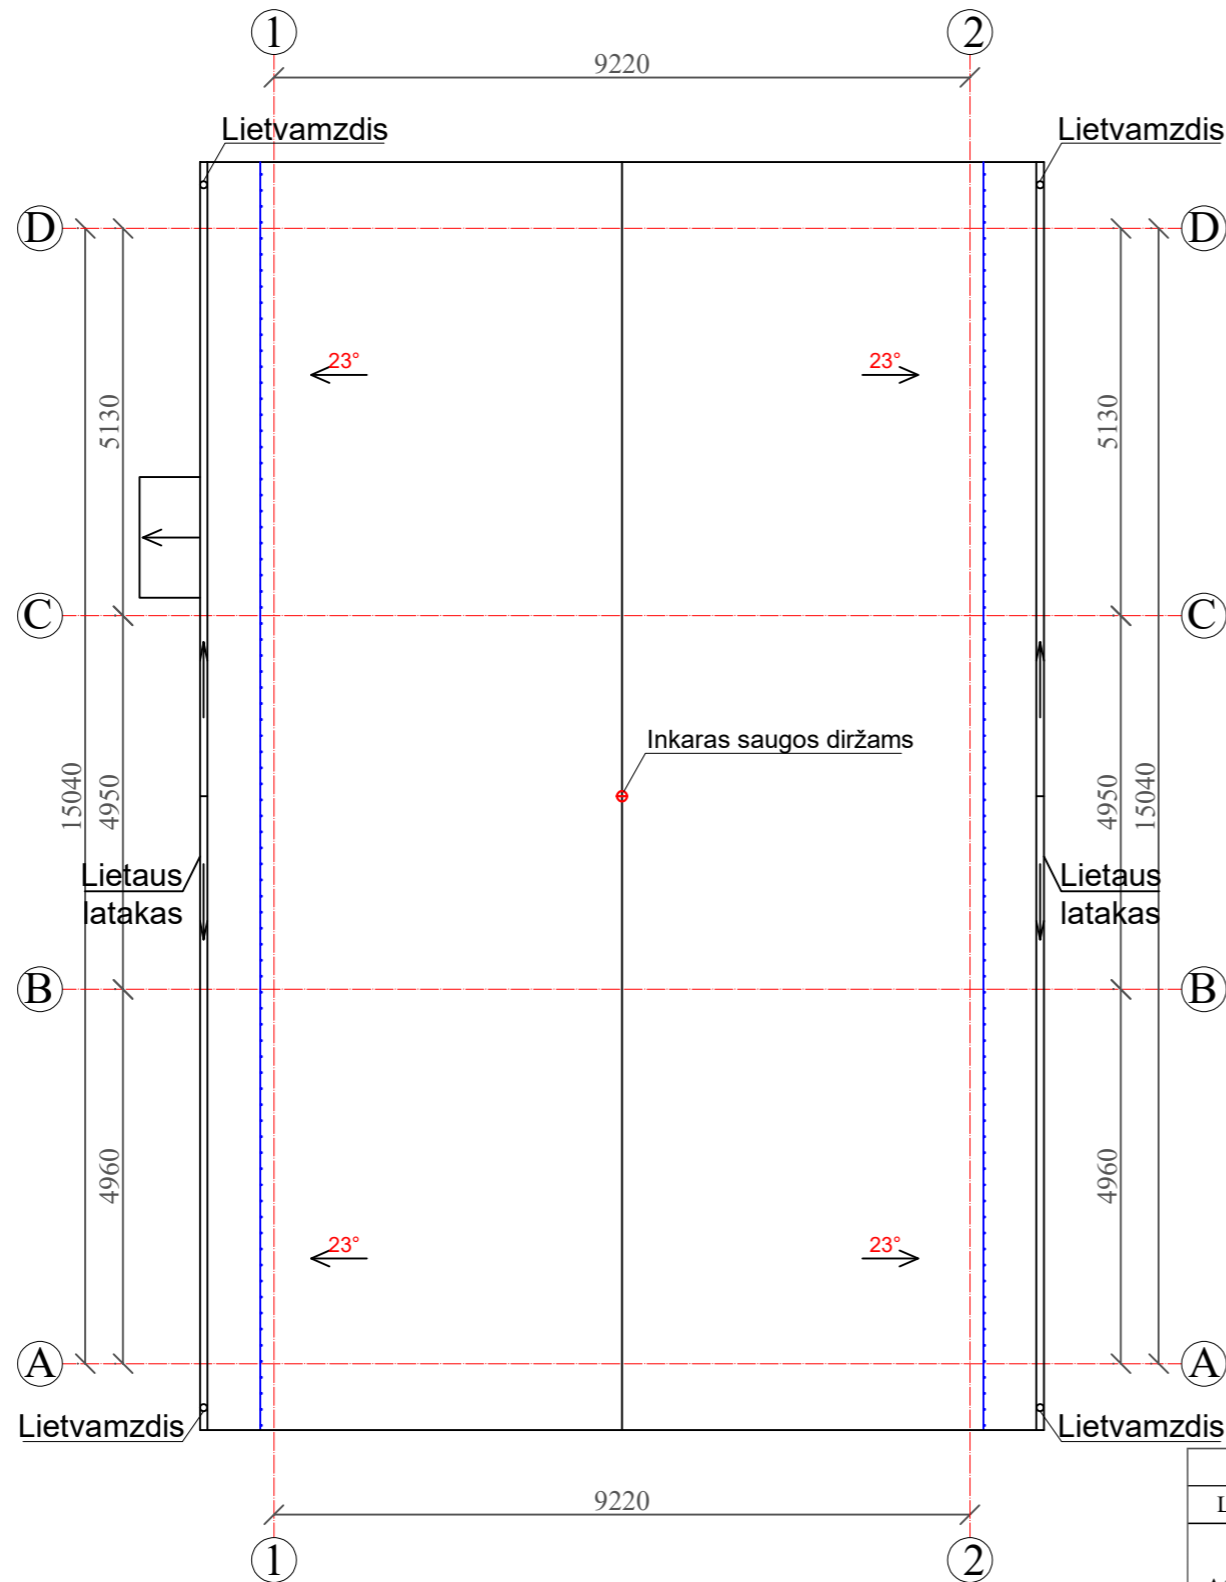 1
2
9220
Lietvamzdis
Lietvamzdis
D
D
23°
23°
5130
5130
C
C
Inkaras saugos diržams
15040
4950
4950
15040
Lietaus
latakas
Lietaus
latakas
B
B
4960
4960
23°
23°
A
A
Lietvamzdis
Lietvamzdis
9220
L
1
2